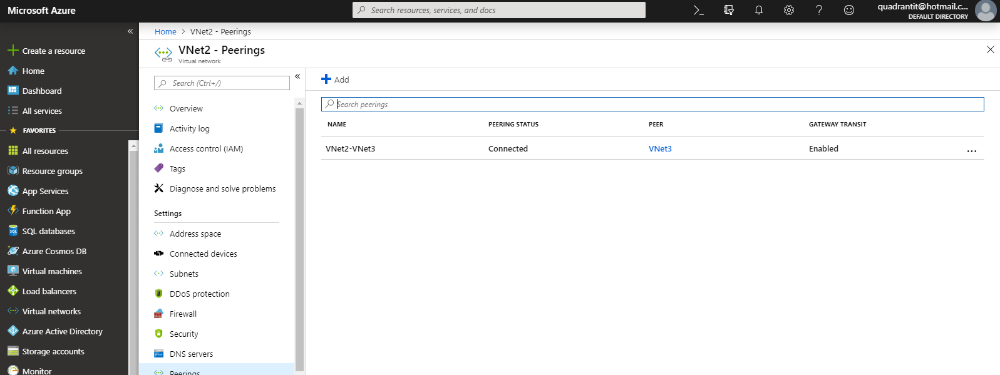 Microsoft Azure
Search resources, services, and docs
quadrantit@hotmail.c...
DEFAULT DIRECTORY
Create a resource
Home
Dashboard
All services
FAVORITES
All resources
Resource groups
App Services
Function App
SQL databases
Azure Cosmos DB
Virtual machines
Load balancers
Virtual networks
Azure Active Directory
Storage accounts
Monitor
Home > VNet2 - Peerings
VNet2 - Peerings
Virtual network
Search (Ctrl+/)
Overview
Activity log
Access control (IAM)
Tags
Diagnose and solve problems
Settings
Address space
Connected devices
Subnets
DDoS protection
Firewall
Security
DNS servers
Peerings
Add
Search peerings
NAME PEERING STATUS PEER GATEWAY TRANSIT
VNet2-VNet3 Connected VNet3 Enabled ...